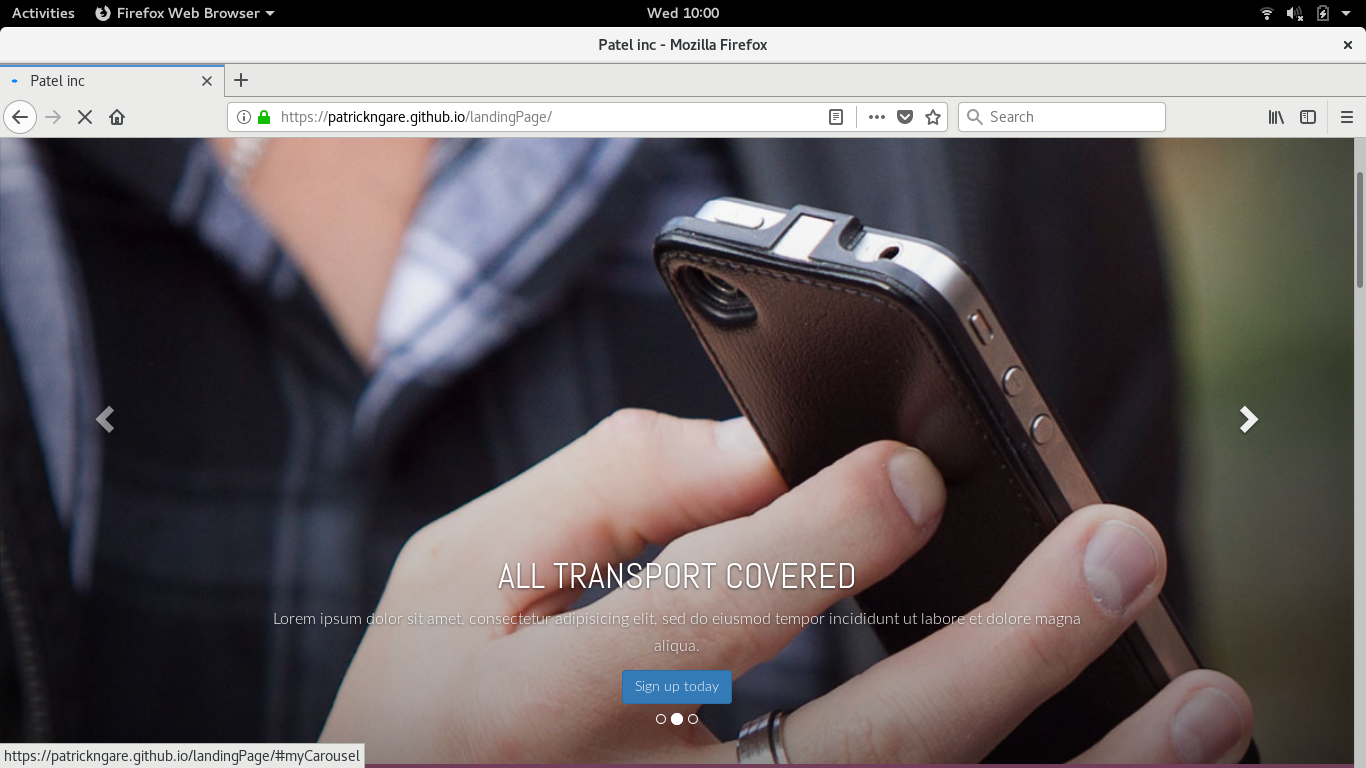 Activities Firefox Web Browser Wed 10:00
Patel inc - Mozilla Firefox
Patel inc
https://patrickngare.github.io/landingPage/ Search
ALL TRANSPORT COVERED
Lorem ipsum dolor sit amet, consectetur adipisicing elit, sed do eiusmod tempor incididunt ut labore et dolore magna
aliqua.
Sign up today
https://patrickngare.github.io/landingPage/#myCarousel